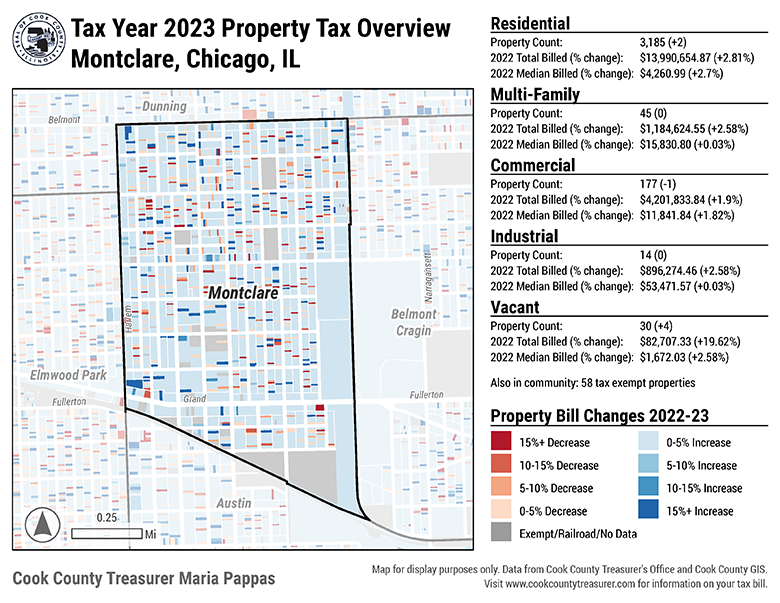 Tax Year 2023 Property Tax Overview
Montclare, Chicago, IL
Dunning
Belmont
Montclare
Harlem
Narragansett
Belmont
Cragin
Elmwood Park
Fullerton
Grand
Fullerton
Austin
0.25
Mi
Residential
Property Count: 3,185 (+2)
2022 Total Billed (% change): $13,990,654.87 (+2.81%)
2022 Median Billed (% change): $4,260.99 (+2.7%)
Multi-Family
Property Count: 45 (0)
2022 Total Billed (% change): $1,184,624.55 (+2.58%)
2022 Median Billed (% change): $15,830.80 (+0.03%)
Commercial
Property Count: 177 (-1)
2022 Total Billed (% change): $4,201,833.84 (+1.9%)
2022 Median Billed (% change): $11,841.84 (+1.82%)
Industrial
Property Count: 14 (0)
2022 Total Billed (% change): $896,274.46 (+2.58%)
2022 Median Billed (% change): $53,471.57 (+0.03%)
Vacant
Property Count: 30 (+4)
2022 Total Billed (% change): $82,707.33 (+19.62%)
2022 Median Billed (% change): $1,672.03 (+2.58%)
Also in community: 58 tax exempt properties
Property Bill Changes 2022-23
15%+ Decrease
10-15% Decrease
5-10% Decrease
0-5% Decrease
Exempt/Railroad/No Data
0-5% Increase
5-10% Increase
10-15% Increase
15%+ Increase
Cook County Treasurer Maria Pappas
Map for display purposes only. Data from Cook County Treasurer's Office and Cook County GIS.
Visit www.cookcountytreasurer.com for information on your tax bill.